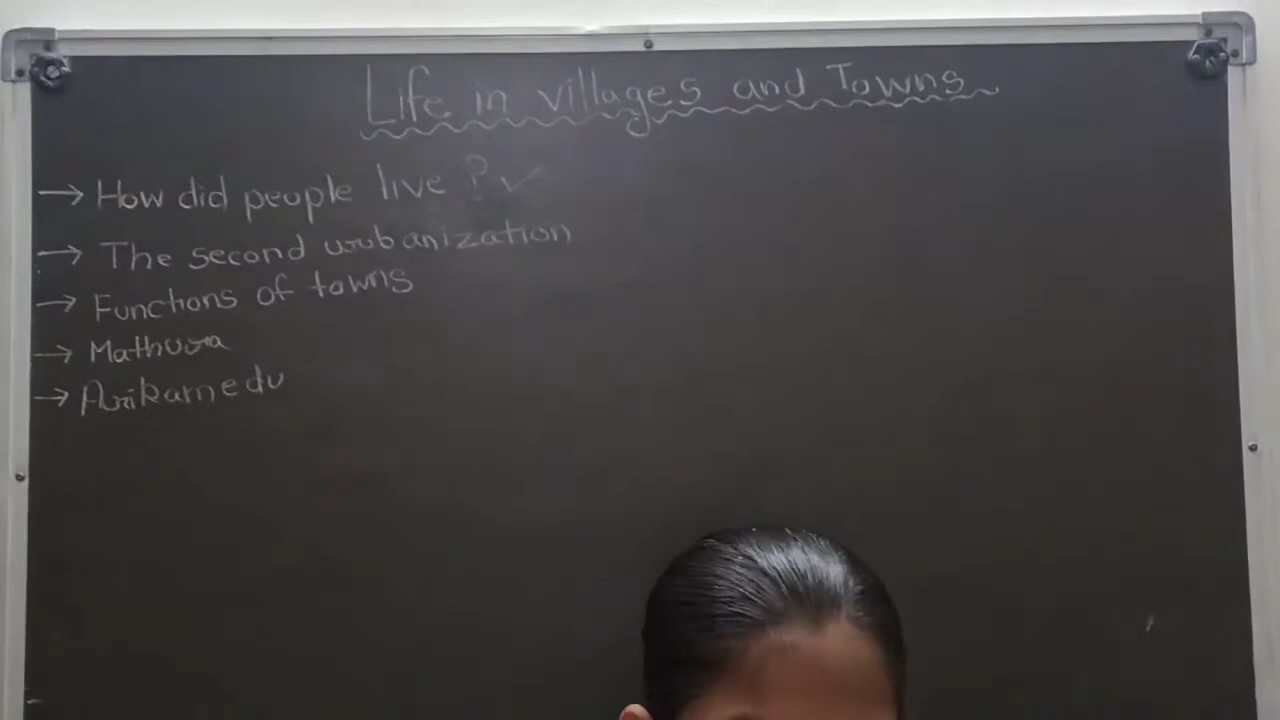 Life in villages and Towns
→ How did people live ? ✓
→ The second urbanization
→ Functions of towns
→ Mathura
→ Arikamedu